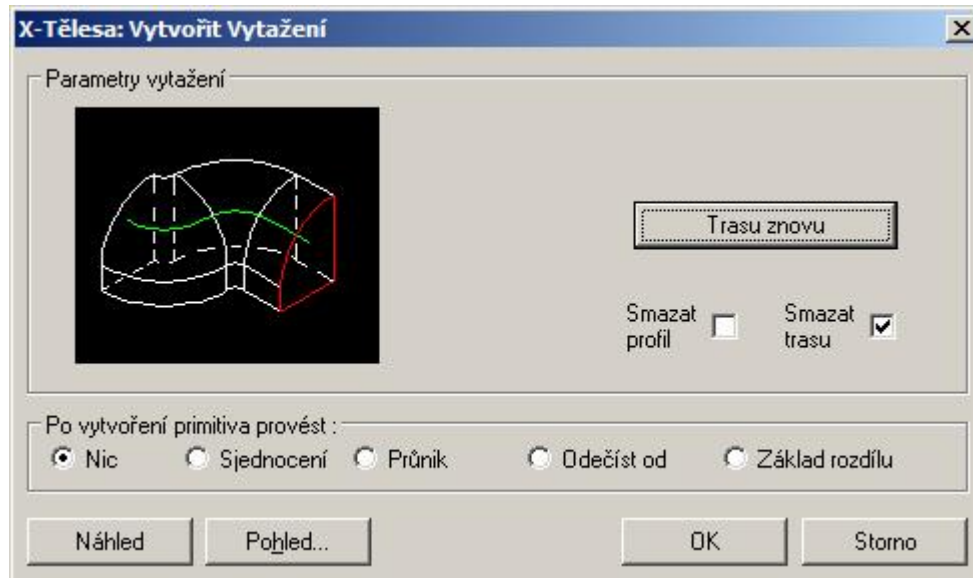 X-Tělesa: Vytvořit Vytažení
Parametry vytažení
Trasu znovu
Smazat profil
Smazat trasu
Po vytvoření primitiva provést :
Nic Sjednocení Průnik Odečíst od Základ rozdílu
Náhled Pohled... OK Storno